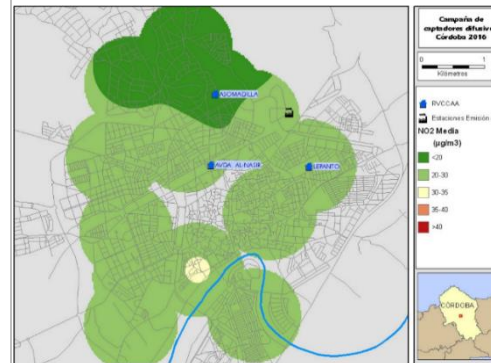 Campaña de
captadores difusivos
Córdoba 2016
0 1
Kilómetros
RVCCAA
Estaciones Emisión
NO2 Media
(µg/m3)
<20
20-30
30-35
35-40
>40
ASOMADILLA
AVDA. AL-NASIR
LEPANTO
CÓRDOBA